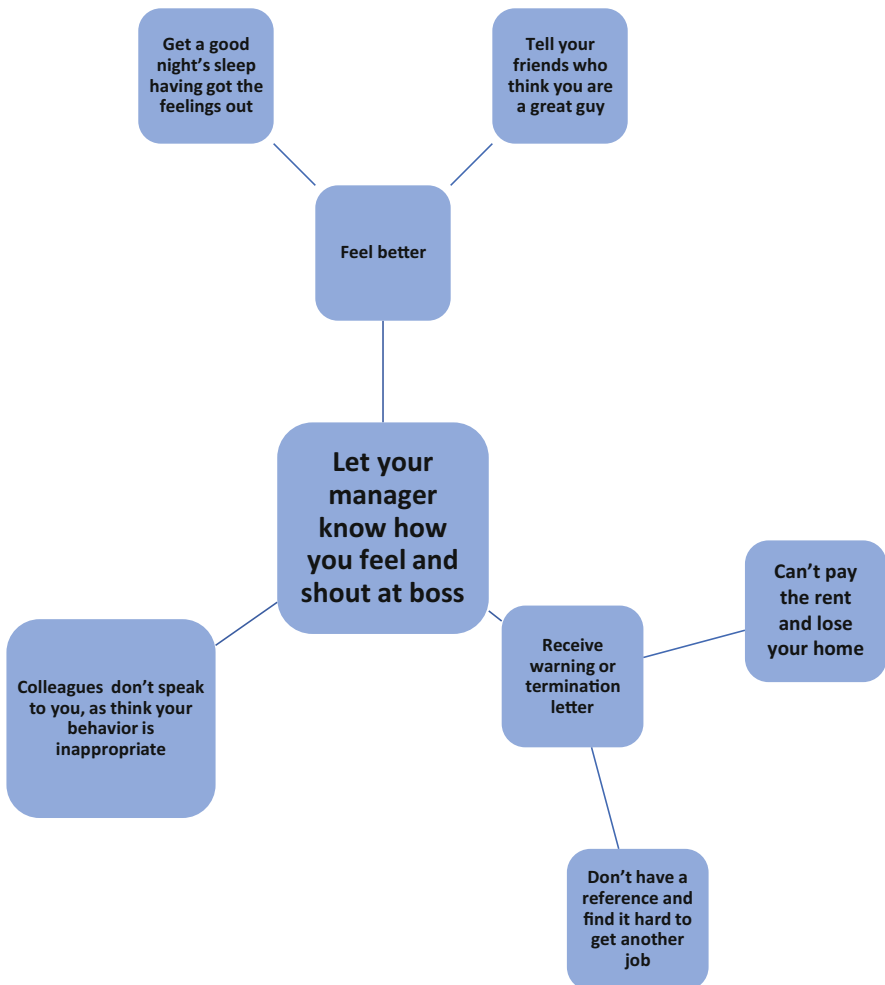 Get a good
night’s sleep
having got the
feelings out
Tell your
friends who
think you are
a great guy
Feel better
Let your
manager
know how
you feel and
shout at boss
Colleagues  don’t speak
to you, as think your
behavior is
inappropriate
Receive
warning or
termination
letter
Can’t pay
the rent
and lose
your home
Don’t have a
reference and
find it hard to
get another
job